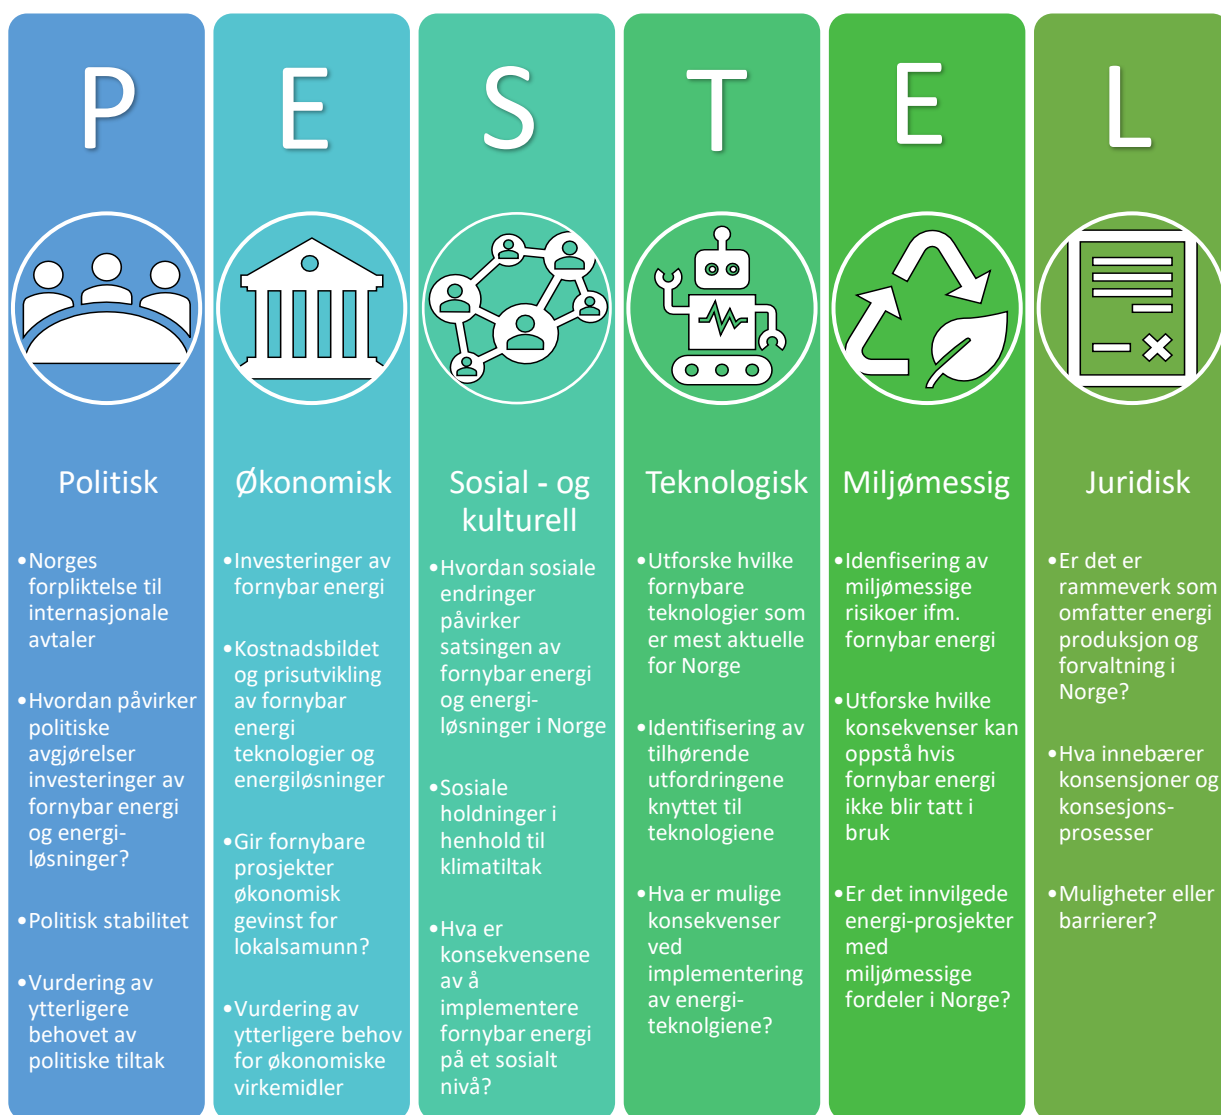 P
E
S
T
E
L
Politisk
•Norges
forpliktelse til
internasjonale
avtaler
•Hvordan påvirker
politiske
avgjørelser
investeringer av
fornybar energi
og energi-
løsninger?
•Politisk stabilitet
•Vurdering av
ytterligere
behovet av
politiske tiltak
Økonomisk
•Investeringer av
fornybar energi
•Kostnadsbildet
og prisutvikling
av fornybar
energi
teknologier og
energiløsninger
•Gir fornybare
prosjekter
økonomisk
gevinst for
lokalsamunn?
•Vurdering av
ytterligere behov
for økonomiske
virkemidler
Sosial - og
kulturell
•Hvordan sosiale
endringer
påvirker
satsingen av
fornybar energi
og energi-
løsninger i Norge
•Sosiale
holdninger i
henhold til
klimatiltak
•Hva er
konsekvensene
av å
implementere
fornybar energi
på et sosialt
nivå?
Teknologisk
•Utforske hvilke
fornybare
teknologier som
er mest aktuelle
for Norge
•Identifisering av
tilhørende
utfordringene
knyttet til
teknologiene
•Hva er mulige
konsekvenser
ved
implementering
av energi-
teknolgiene?
Miljømessig
•Idenfisering av
miljømessige
risikoer ifm.
fornybar energi
•Utforske hvilke
konsekvenser kan
oppstå hvis
fornybar energi
ikke blir tatt i
bruk
•Er det innvilgede
energi-prosjekter
med
miljømessige
fordeler i Norge?
Juridisk
•Er det er
rammeverk som
omfatter energi
produksjon og
forvaltning i
Norge?
•Hva innebærer
konsensjoner og
konsesjons-
prosesser
•Muligheter eller
barrierer?